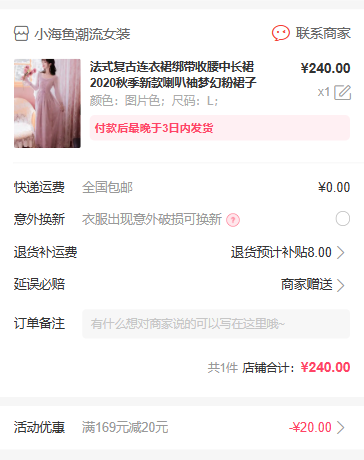 小海鱼潮流女装
联系商家
法式复古连衣裙绑带收腰中长裙
¥240.00
2020秋季新款喇叭袖梦幻粉裙子
颜色：图片色；尺码：L；
x1
付款后最晚于3日内发货
快递运费 全国包邮 ¥0.00
意外换新 衣服出现意外破损可换新 ?
退货补运费 退货预计补贴8.00
延误必赔 商家赠送
订单备注 有什么想对商家说的可以写在这里哦~
共1件 店铺合计：¥240.00
活动优惠 满169元减20元 -¥20.00